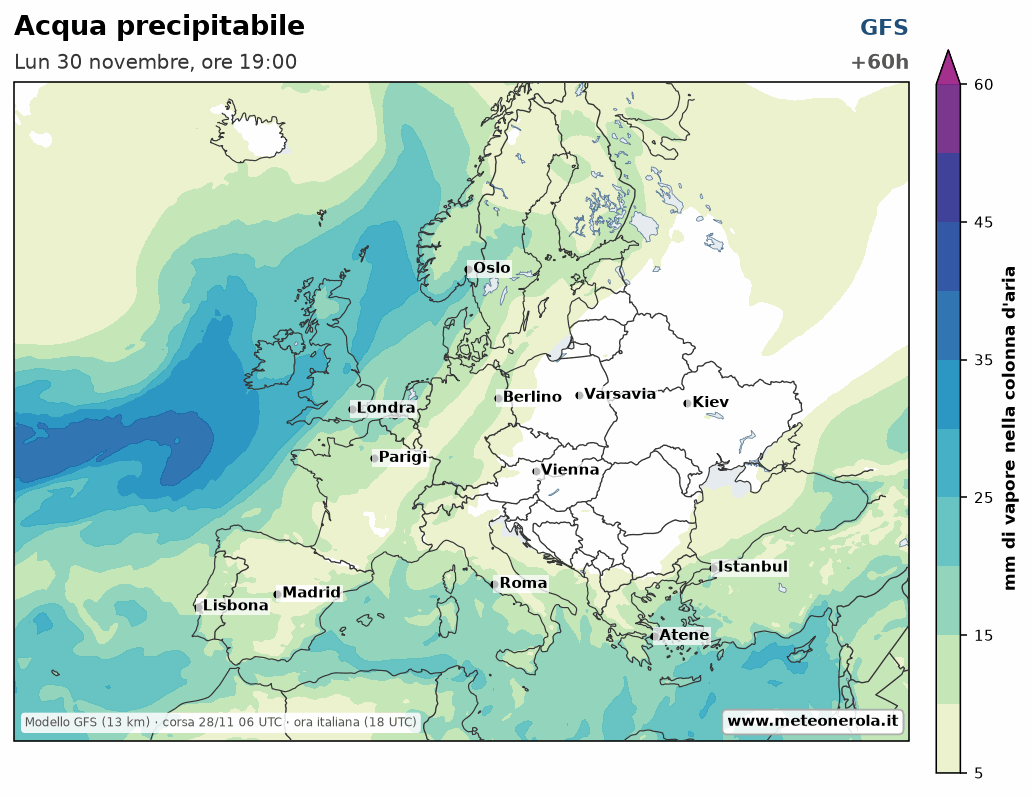 Acqua precipitabile
GFS
Lun 30 novembre, ore 19:00
+60h
60
45
35
25
15
5
mm di vapore nella colonna d'aria
Oslo
Londra
Berlino
Varsavia
Kiev
Parigi
Vienna
Istanbul
Roma
Madrid
Lisbona
Atene
Modello GFS (13 km) · corsa 28/11 06 UTC · ora italiana (18 UTC)
www.meteonerola.it